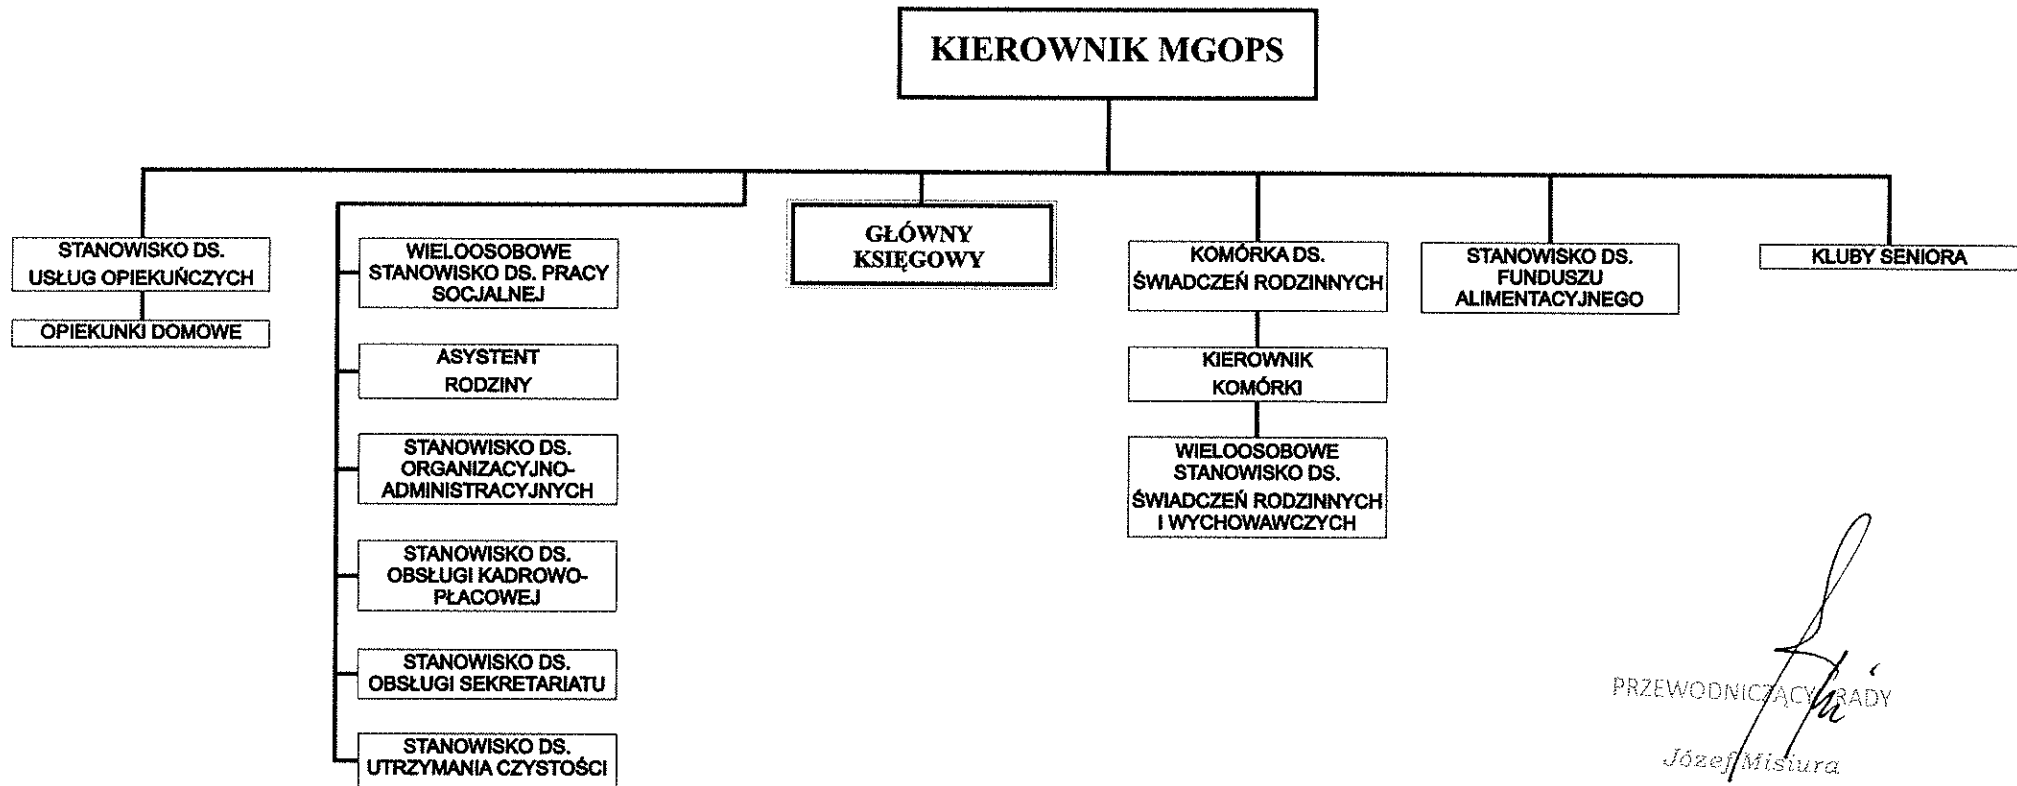 KIEROWNIK MGOPS
STANOWISKO DS.
USŁUG OPIEKUŃCZYCH
OPIEKUNKI DOMOWE
WIELOOSOBOWE
STANOWISKO DS. PRACY
SOCJALNEJ
ASYSTENT
RODZINY
STANOWISKO DS.
ORGANIZACYJNO-
ADMINISTRACYJNYCH
STANOWISKO DS.
OBSŁUGI KADROWO-
PŁACOWEJ
STANOWISKO DS.
OBSŁUGI SEKRETARIATU
STANOWISKO DS.
UTRZYMANIA CZYSTOŚCI
GŁÓWNY
KSIĘGOWY
KOMÓRKA DS.
ŚWIADCZEŃ RODZINNYCH
KIEROWNIK
KOMÓRKI
WIELOOSOBOWE
STANOWISKO DS.
ŚWIADCZEŃ RODZINNYCH
I WYCHOWAWCZYCH
STANOWISKO DS.
FUNDUSZU
ALIMENTACYJNEGO
KLUBY SENIORA
PRZEWODNICZĄCY RADY
Józef Misiura